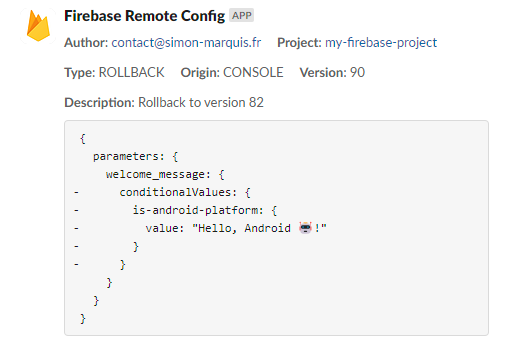 Firebase Remote Config APP
Author: contact@simon-marquis.fr Project: my-firebase-project
Type: ROLLBACK Origin: CONSOLE Version: 90
Description: Rollback to version 82
  {
    parameters: {
      welcome_message: {
-       conditionalValues: {
-         is-android-platform: {
-           value: "Hello, Android 🤖!"
-         }
-       }
      }
    }
  }